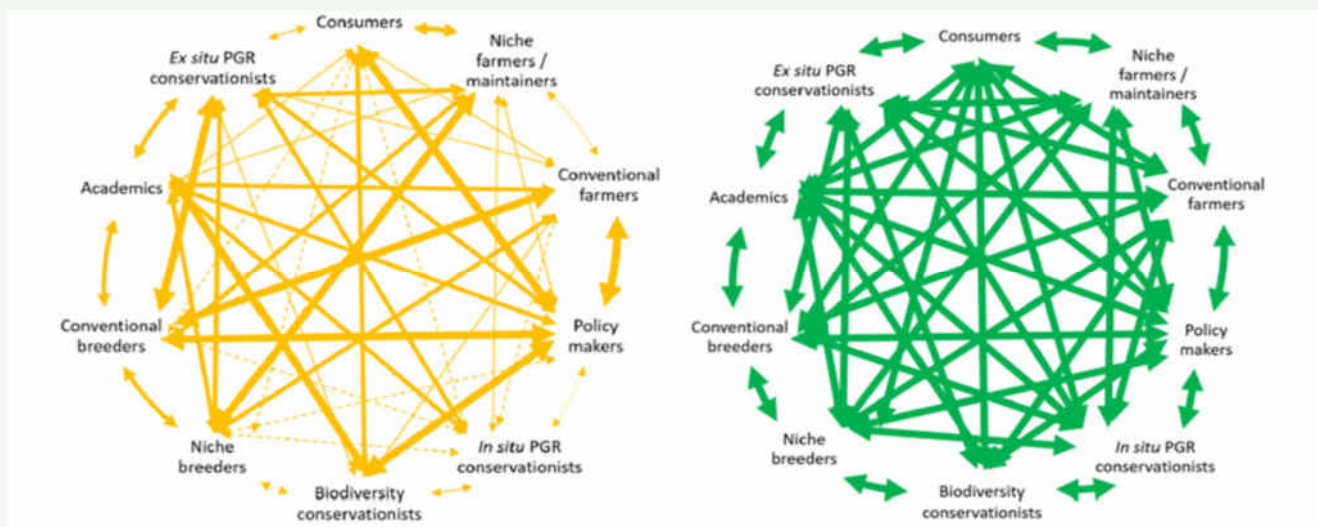 Consumers
Niche
farmers /
maintainers
Ex situ PGR
conservationists
Conventional
farmers
Academics
Conventional
breeders
Policy
makers
Niche
breeders
In situ PGR
conservationists
Biodiversity
conservationists
Consumers
Niche
farmers /
maintainers
Ex situ PGR
conservationists
Conventional
farmers
Academics
Conventional
breeders
Policy
makers
Niche
breeders
In situ PGR
conservationists
Biodiversity
conservationists